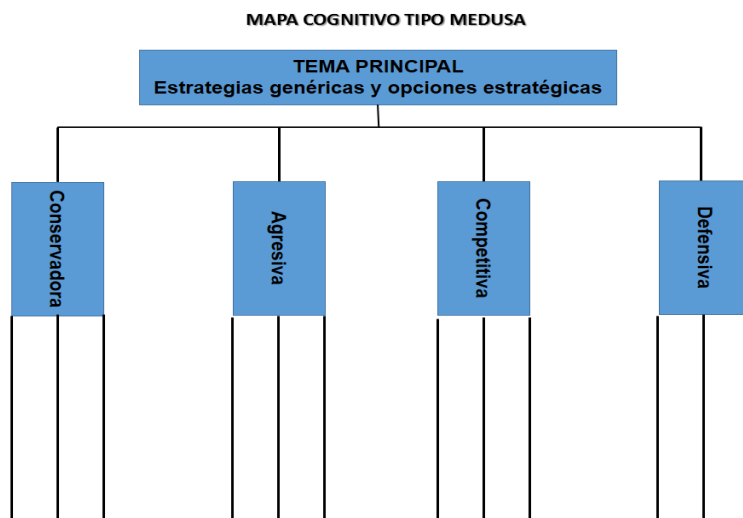 MAPA COGNITIVO TIPO MEDUSA
TEMA PRINCIPAL
Estrategias genéricas y opciones estratégicas
Conservadora
Agresiva
Competitiva
Defensiva